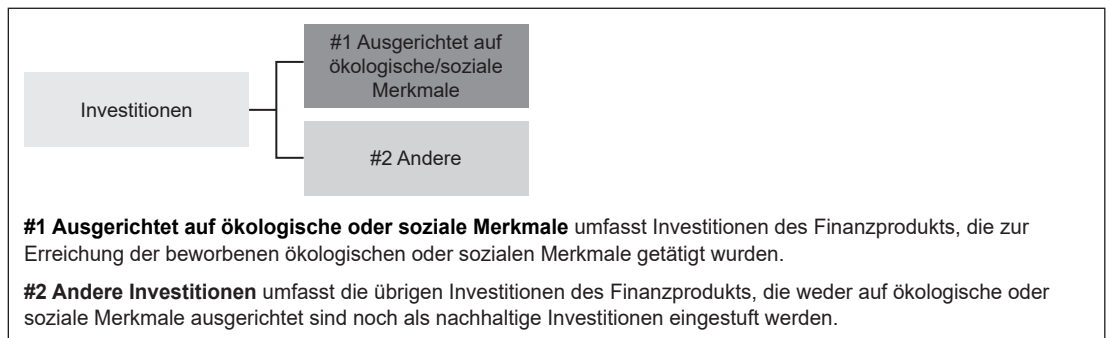 #1 Ausgerichtet auf
ökologische/soziale
Merkmale
Investitionen
#2 Andere
#1 Ausgerichtet auf ökologische oder soziale Merkmale umfasst Investitionen des Finanzprodukts, die zur
Erreichung der beworbenen ökologischen oder sozialen Merkmale getätigt wurden.
#2 Andere Investitionen umfasst die übrigen Investitionen des Finanzprodukts, die weder auf ökologische oder
soziale Merkmale ausgerichtet sind noch als nachhaltige Investitionen eingestuft werden.